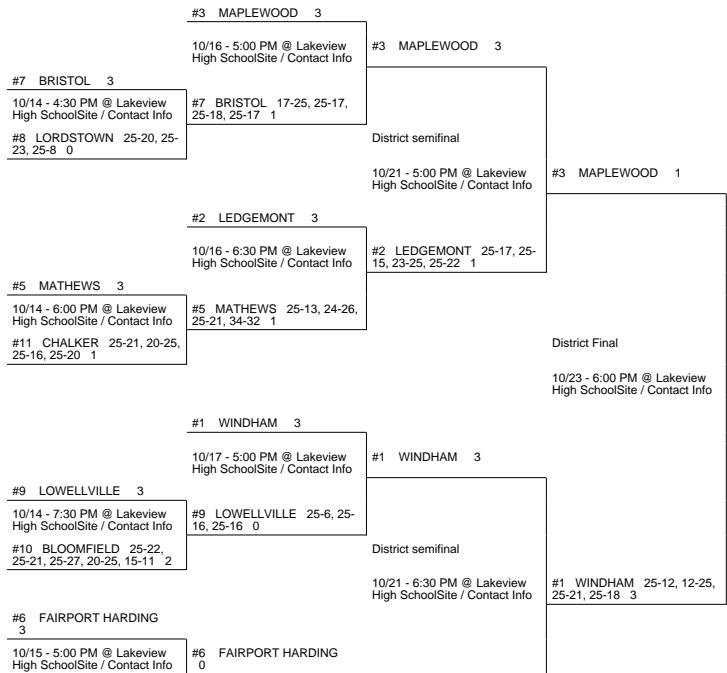 #3 MAPLEWOOD 3
10/16 - 5:00 PM @ Lakeview
High SchoolSite / Contact Info
#3 MAPLEWOOD 3
#7 BRISTOL 3
10/14 - 4:30 PM @ Lakeview
High SchoolSite / Contact Info
#7 BRISTOL 17-25, 25-17,
25-18, 25-17 1
#8 LORDSTOWN 25-20, 25-
23, 25-8 0
District semifinal
10/21 - 5:00 PM @ Lakeview
High SchoolSite / Contact Info
#3 MAPLEWOOD 1
#2 LEDGEMONT 3
10/16 - 6:30 PM @ Lakeview
High SchoolSite / Contact Info
#2 LEDGEMONT 25-17, 25-
15, 23-25, 25-22 1
#5 MATHEWS 3
10/14 - 6:00 PM @ Lakeview
High SchoolSite / Contact Info
#5 MATHEWS 25-13, 24-26,
25-21, 34-32 1
#11 CHALKER 25-21, 20-25,
25-16, 25-20 1
District Final
10/23 - 6:00 PM @ Lakeview
High SchoolSite / Contact Info
#1 WINDHAM 3
10/17 - 5:00 PM @ Lakeview
High SchoolSite / Contact Info
#1 WINDHAM 3
#9 LOWELLVILLE 3
10/14 - 7:30 PM @ Lakeview
High SchoolSite / Contact Info
#9 LOWELLVILLE 25-6, 25-
16, 25-16 0
#10 BLOOMFIELD 25-22,
25-21, 25-27, 20-25, 15-11 2
District semifinal
10/21 - 6:30 PM @ Lakeview
High SchoolSite / Contact Info
#1 WINDHAM 25-12, 12-25,
25-21, 25-18 3
#6 FAIRPORT HARDING
3
10/15 - 5:00 PM @ Lakeview
High SchoolSite / Contact Info
#6 FAIRPORT HARDING
0